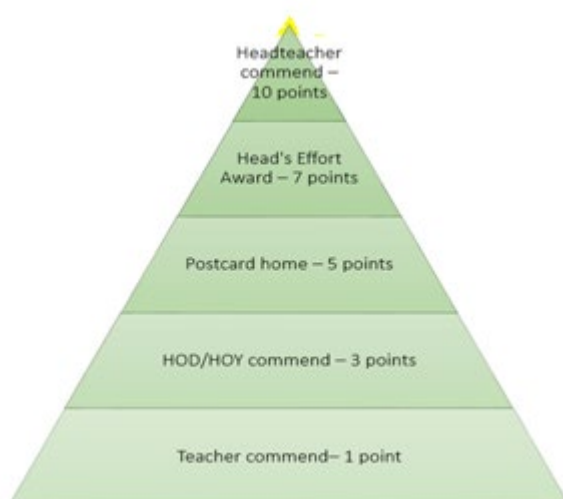 Headteacher
commend –
10 points
Head's Effort
Award – 7 points
Postcard home – 5 points
HOD/HOY commend – 3 points
Teacher commend– 1 point